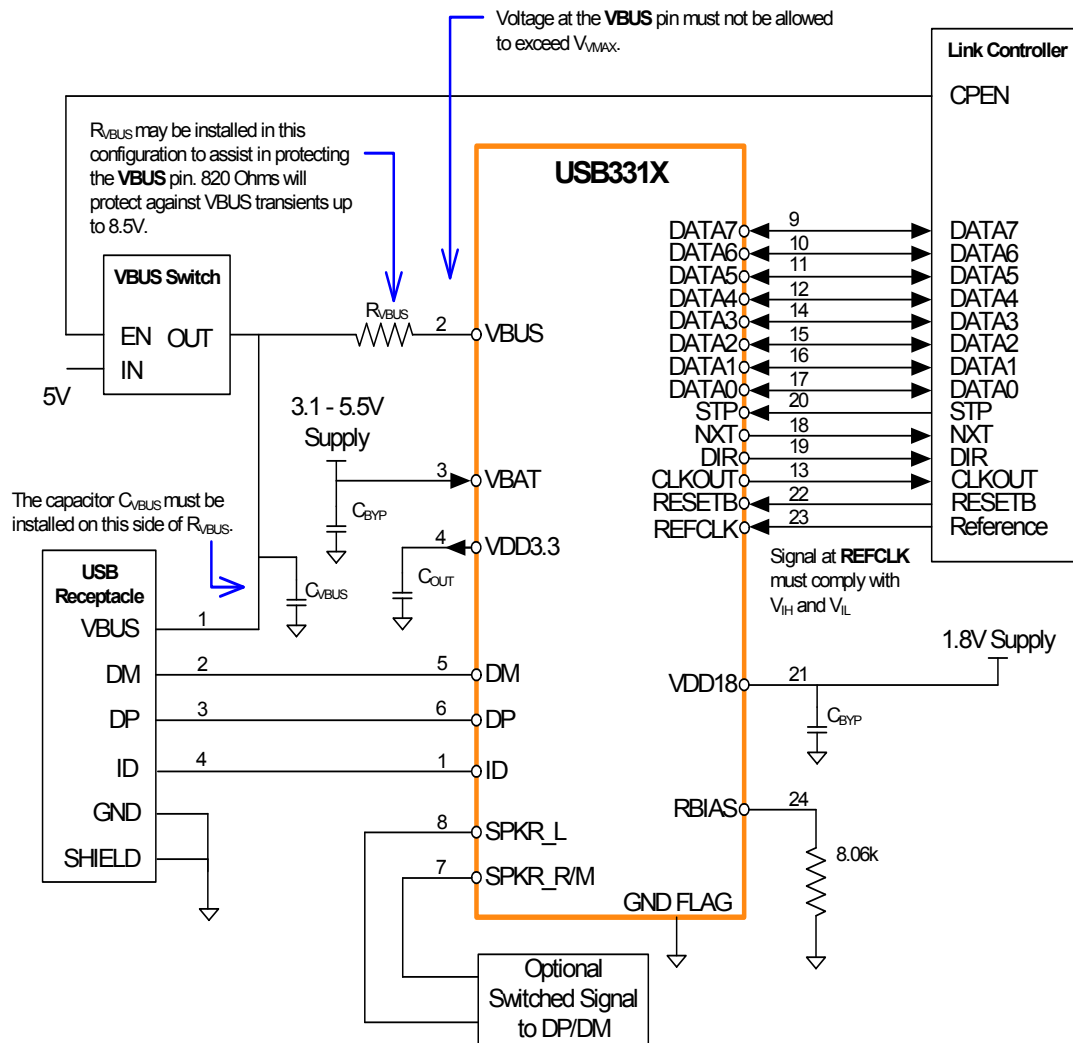 Voltage at the VBUS pin must not be allowed
to exceed VVMAX.
Link Controller
CPEN
RVBUS may be installed in this
configuration to assist in protecting
the VBUS pin. 820 Ohms will
protect against VBUS transients up
to 8.5V.
USB331X
VBUS Switch
EN OUT
IN
5V
RVBUS
2
VBUS
DATA7 9 DATA7
DATA6 10 DATA6
DATA5 11 DATA5
DATA4 12 DATA4
DATA3 14 DATA3
DATA2 15 DATA2
DATA1 16 DATA1
DATA0 17 DATA0
STP 20 STP
NXT 18 NXT
DIR 19 DIR
CLKOUT 13 CLKOUT
RESETB 22 RESETB
REFCLK 23 Reference
3.1 - 5.5V
Supply
3
VBAT
CBYP
4
VDD3.3
COUT
Signal at REFCLK
must comply with
VIH and VIL
The capacitor CVBUS must be
installed on this side of RVBUS.
CVBUS
USB
Receptacle
VBUS 1
DM 2 5 DM
DP 3 6 DP
ID 4 1 ID
GND
SHIELD
1.8V Supply
VDD18 21
CBYP
RBIAS 24
8.06k
8 SPKR_L
7 SPKR_R/M
GND FLAG
Optional
Switched Signal
to DP/DM